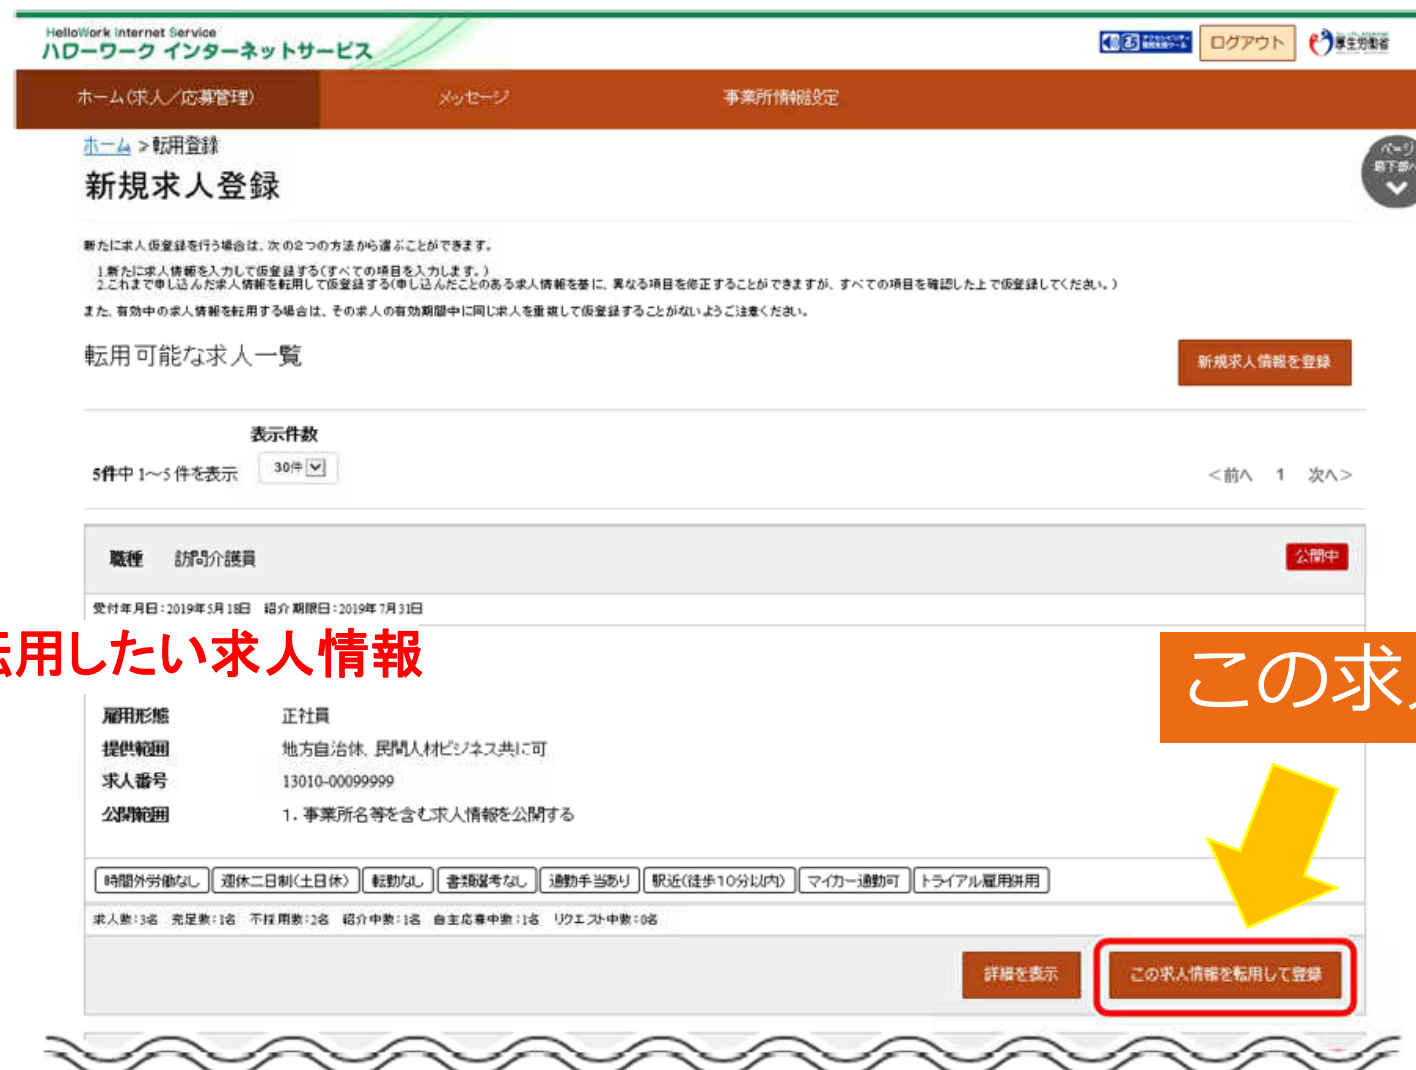 HelloWork Internet Service
ハローワーク インターネットサービス
ログアウト
厚生労働省
ホーム(求人／応募管理)
メッセージ
事業所情報設定
ホーム > 転用登録
ページ
最下部へ
新規求人登録
新たに求人仮登録を行う場合は、次の2つの方法から選ぶことができます。
1.新たに求人情報を入力して仮登録する(すべての項目を入力します。)
2.これまで申し込んだ求人情報を転用して仮登録する(申し込んだことのある求人情報を基に、異なる項目を修正することができますが、すべての項目を確認した上で仮登録してください。)
また、有効中の求人情報を転用する場合は、その求人の有効期間中に同じ求人を重複して仮登録することがないようご注意ください。
転用可能な求人一覧
新規求人情報を登録
表示件数
5件中 1～5 件を表示
30件
<前へ 1 次へ>
職種 訪問介護員
公開中
受付年月日：2019年5月18日 紹介期限日：2019年7月31日
用したい求人情報
この求
雇用形態 正社員
提供範囲 地方自治体、民間人材ビジネス共に可
求人番号 13010-00099999
公開範囲 1．事業所名等を含む求人情報を公開する
時間外労働なし 週休二日制(土日休) 転勤なし 書類選考なし 通勤手当あり 駅近(徒歩10分以内) マイカー通勤可 トライアル雇用併用
求人数：3名 充足数：1名 不採用数：2名 紹介中数：1名 自主応募中数：1名 リクエスト中数：0名
詳細を表示
この求人情報を転用して登録